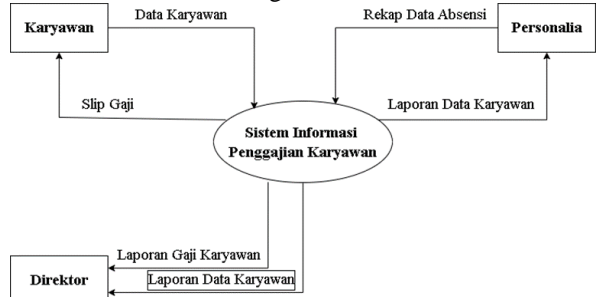 Karyawan
Data Karyawan
Rekap Data Absensi
Personalia
Slip Gaji
Laporan Data Karyawan
Sistem Informasi
Penggajian Karyawan
Laporan Gaji Karyawan
Laporan Data Karyawan
Direktor